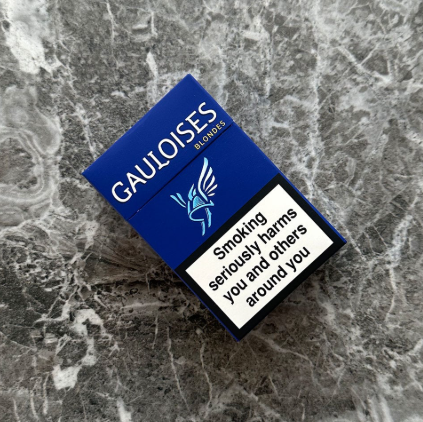 GAULOISES
BLONDES
Smoking
seriously harms
you and others
around you